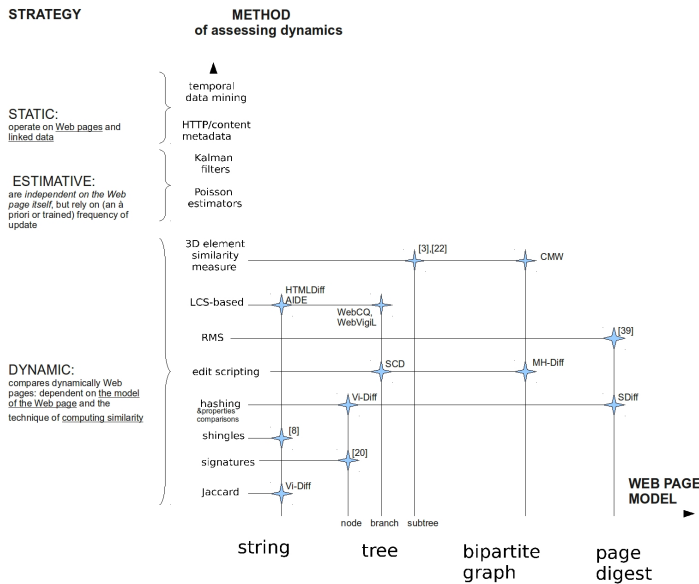 STRATEGY
METHOD
of assessing dynamics
temporal
data mining
STATIC:
operate on Web pages and
linked data
HTTP/content
metadata
Kalman
filters
ESTIMATIVE:
are independent on the Web
page itself, but rely on (an à
priori or trained) frequency of
update
Poisson
estimators
3D element
similarity
measure
[3],[22]
CMW
LCS-based
HTMLDiff
AIDE
WebCQ,
WebVigiL
RMS
[39]
DYNAMIC:
compares dynamically Web
pages: dependent on the model
of the Web page and the
technique of computing similarity
edit scripting
SCD
MH-Diff
hashing
&properties
comparisons
Vi-Diff
SDiff
shingles
[8]
signatures
[20]
Jaccard
Vi-Diff
WEB PAGE
MODEL
node branch subtree
string
tree
bipartite
graph
page
digest